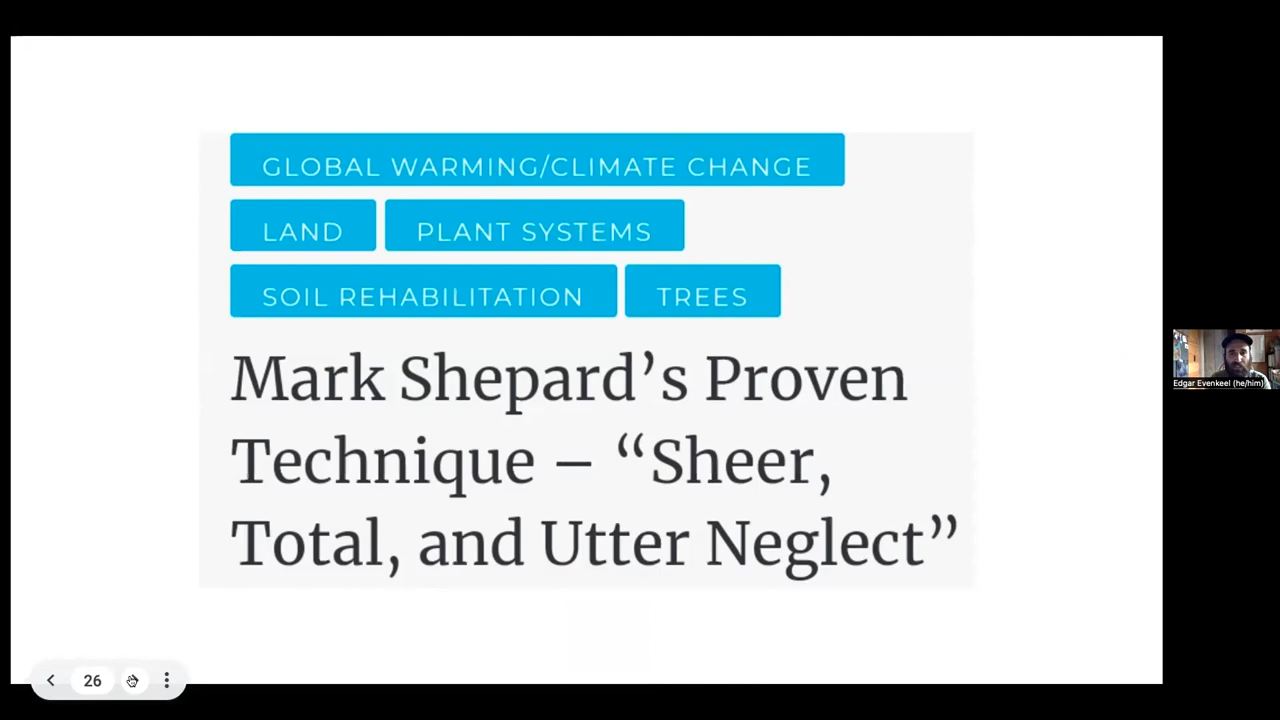 GLOBAL WARMING/CLIMATE CHANGE
LAND PLANT SYSTEMS
SOIL REHABILITATION TREES
Mark Shepard’s Proven
Technique – “Sheer,
Total, and Utter Neglect”
Edgar Evenkeel (he/him)
26